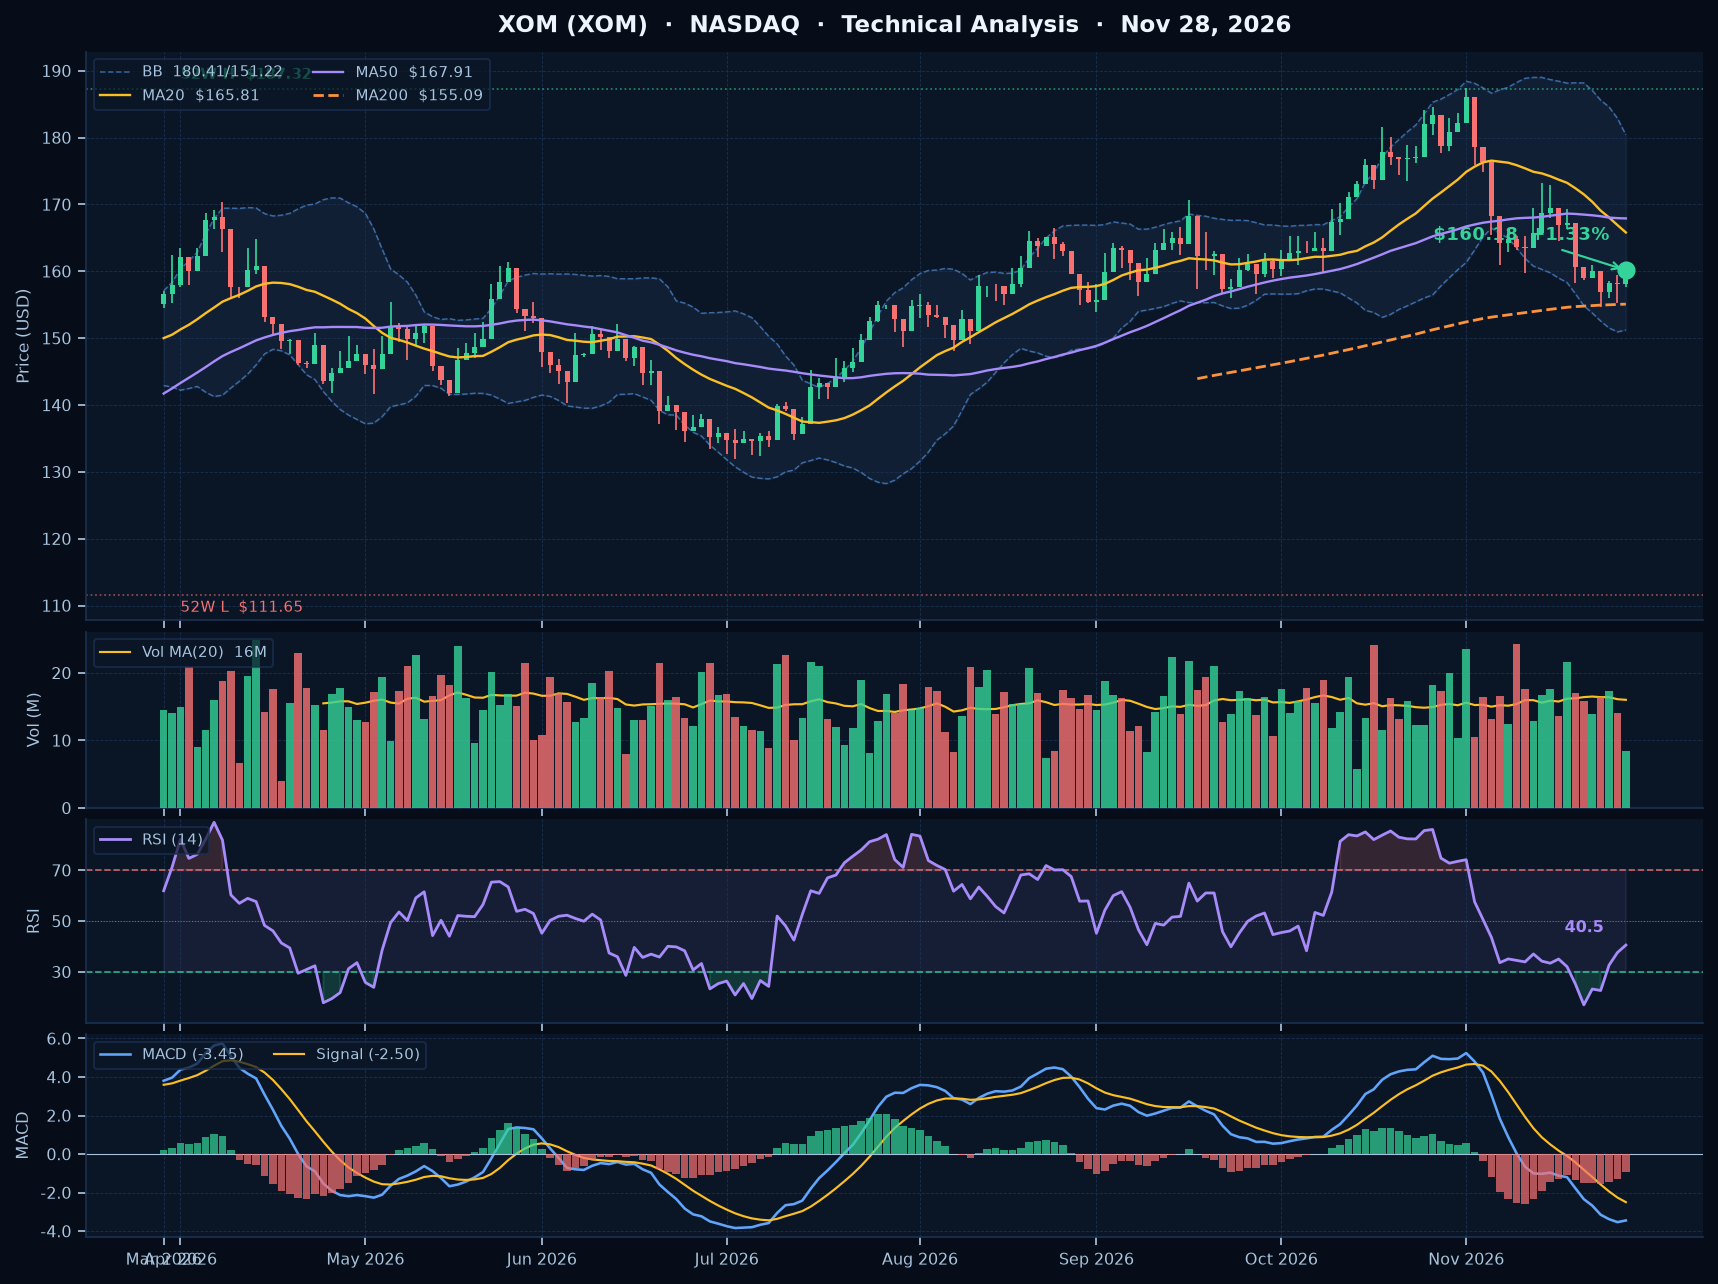 XOM (XOM)  ·  NASDAQ  ·  Technical Analysis  ·  Nov 28, 2026
BB  180.41/151.22
MA50  $167.91
MA20  $165.81
MA200  $155.09
190
180
170
160
150
140
130
120
110
Price (USD)
52W L  $111.65
Vol MA(20)  16M
20
10
0
Vol (M)
RSI (14)
70
50
30
RSI
40.5
MACD (-3.45)
Signal (-2.50)
6.0
4.0
2.0
0.0
-2.0
-4.0
MACD
May 2026
Jun 2026
Jul 2026
Aug 2026
Sep 2026
Oct 2026
Nov 2026